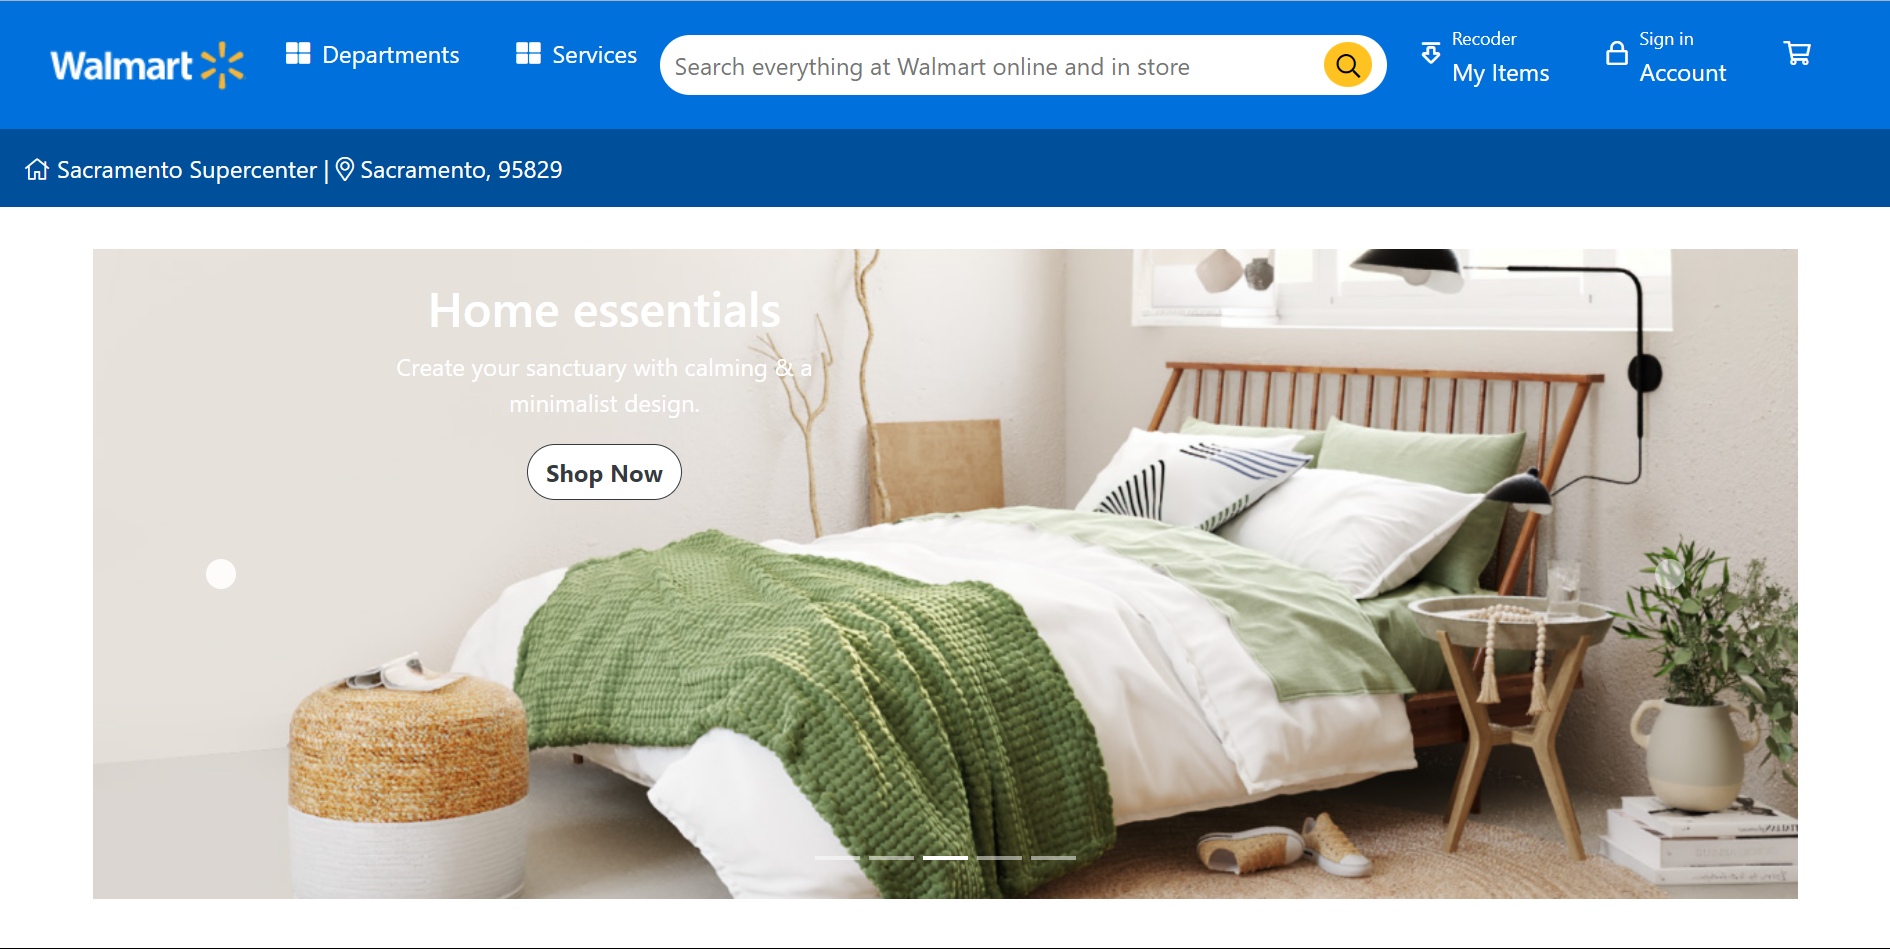 Walmart
Departments
Services
Search everything at Walmart online and in store
Recoder
My Items
Sign in
Account
Sacramento Supercenter | Sacramento, 95829
Home essentials
Create your sanctuary with calming & a
minimalist design.
Shop Now